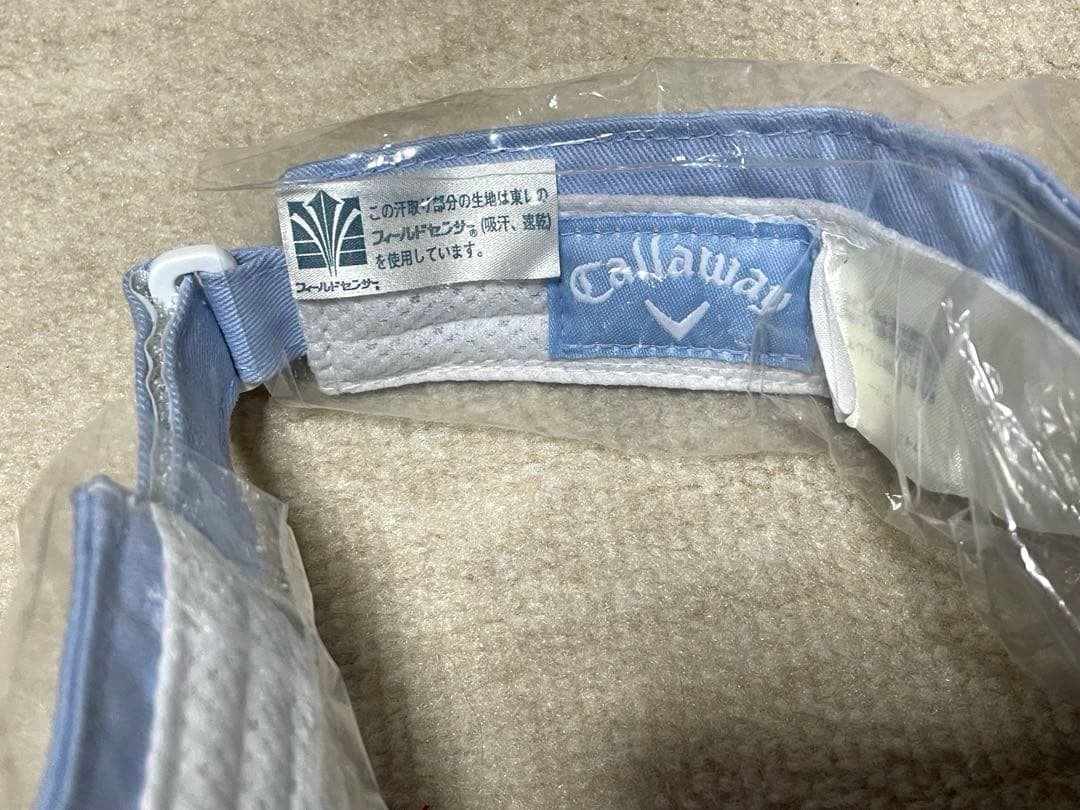 この汗取り部分の生地は東レの
フィールドセンサー®(吸汗、速乾)
を使用しています。
フィールドセンサー®
Callaway